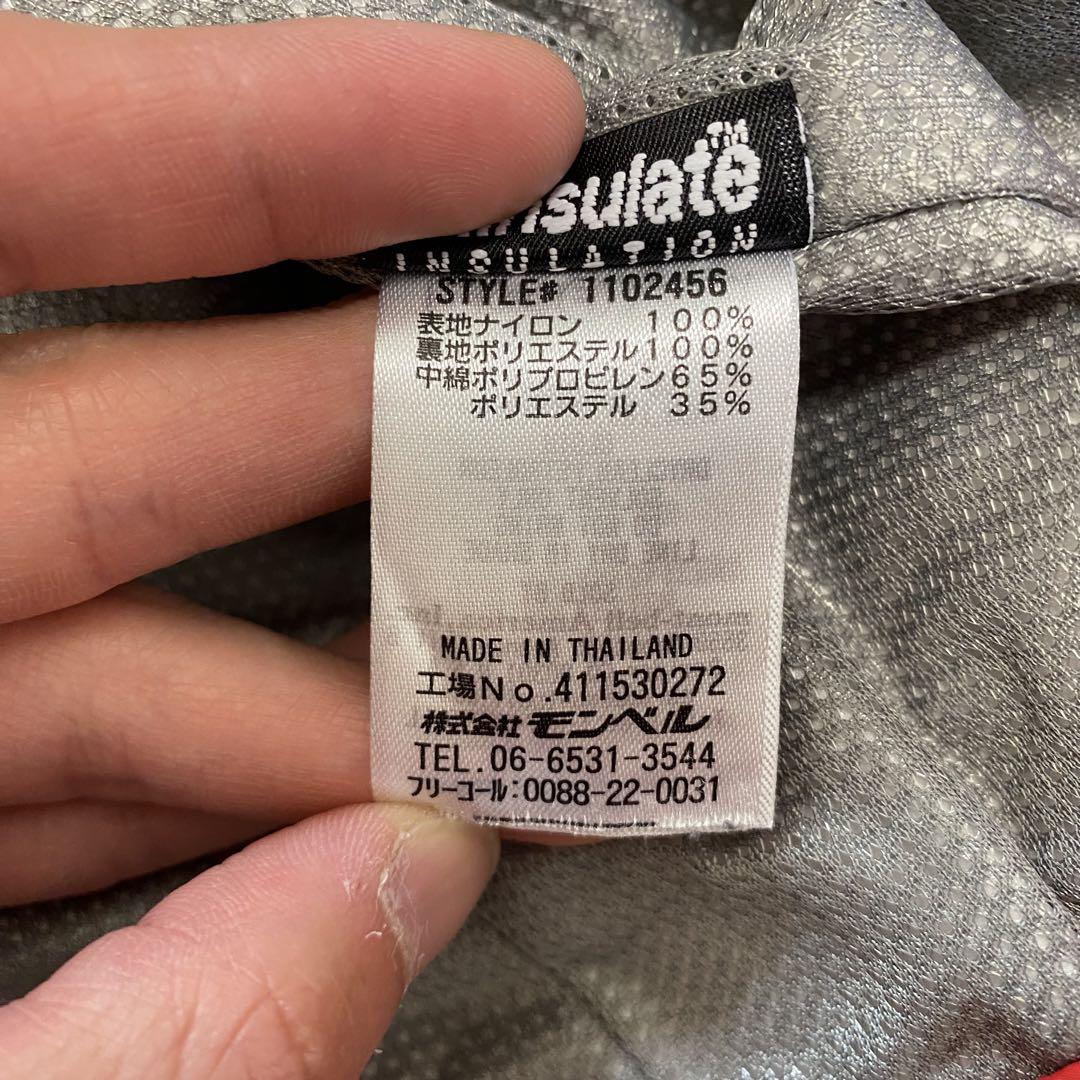 insulate™
INSULATION
STYLE# 1102456
表地ナイロン 100%
裏地ポリエステル100%
中綿ポリプロピレン65%
ポリエステル 35%
MADE IN THAILAND
工場No.411530272
株式会社 モンベル
TEL.06-6531-3544
フリーコール:0088-22-0031